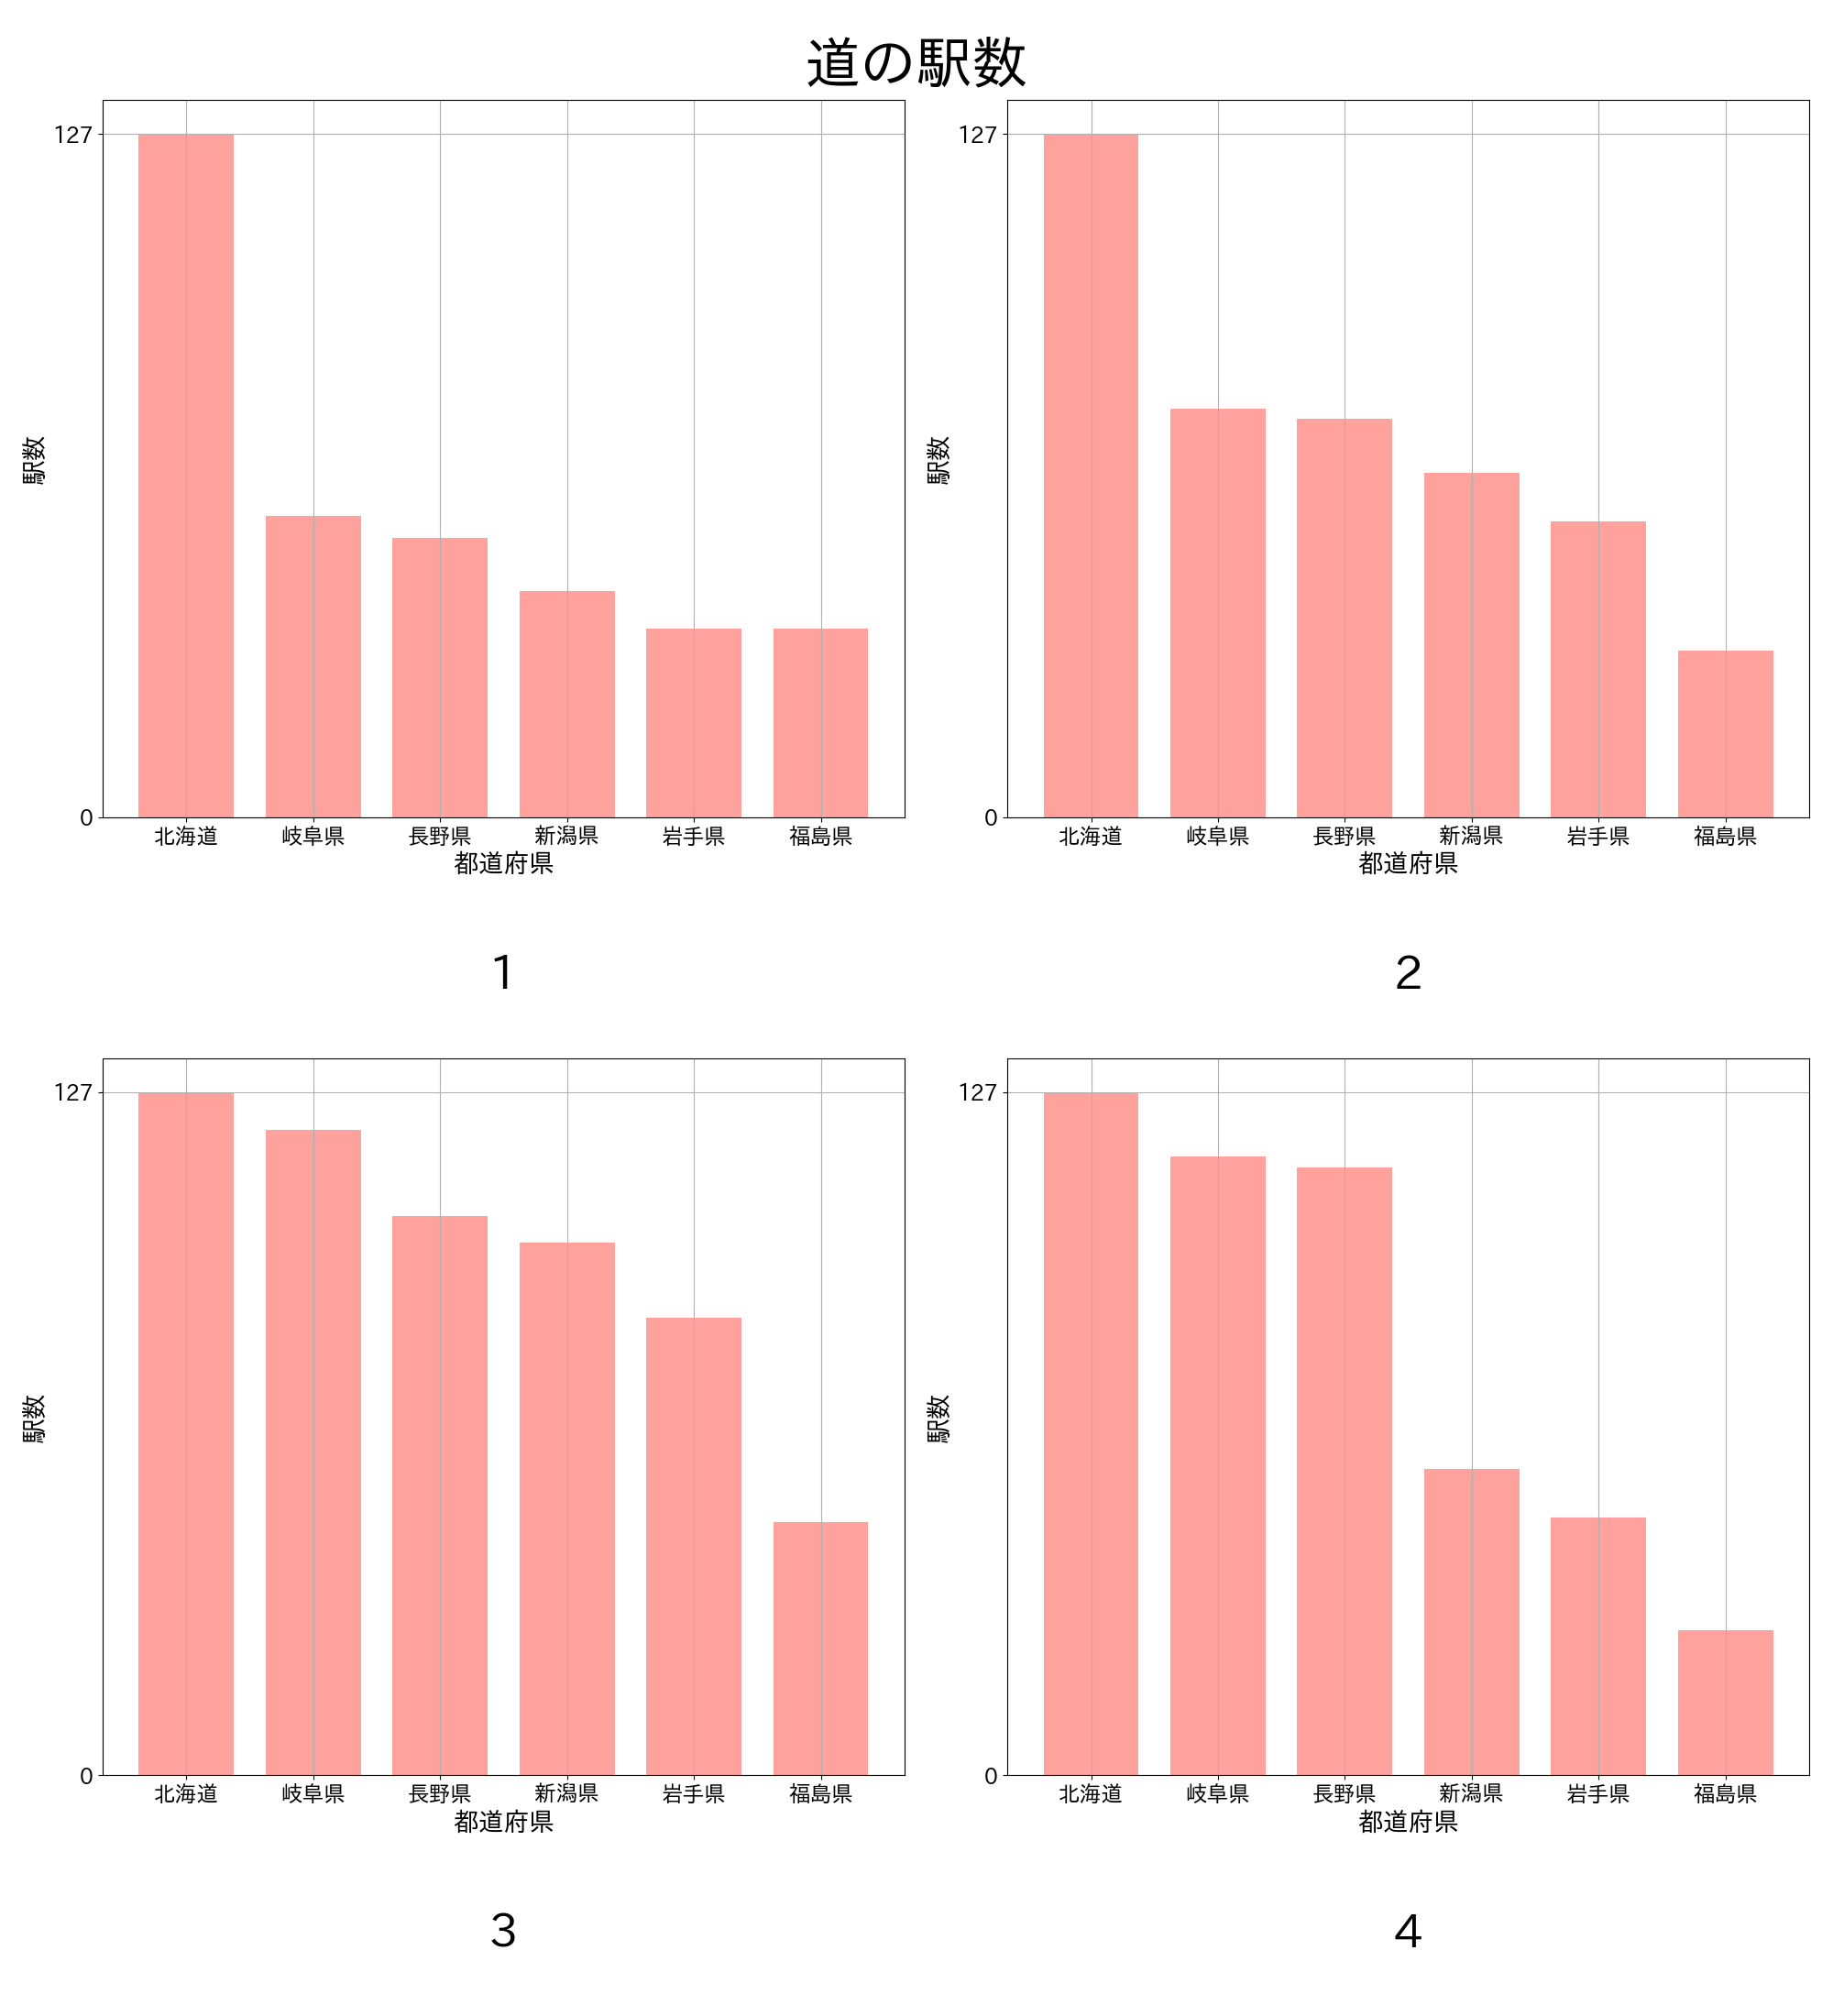 道の駅数
127
駅数
0
北海道 岐阜県 長野県 新潟県 岩手県 福島県
都道府県
1
127
駅数
0
北海道 岐阜県 長野県 新潟県 岩手県 福島県
都道府県
2
127
駅数
0
北海道 岐阜県 長野県 新潟県 岩手県 福島県
都道府県
3
127
駅数
0
北海道 岐阜県 長野県 新潟県 岩手県 福島県
都道府県
4